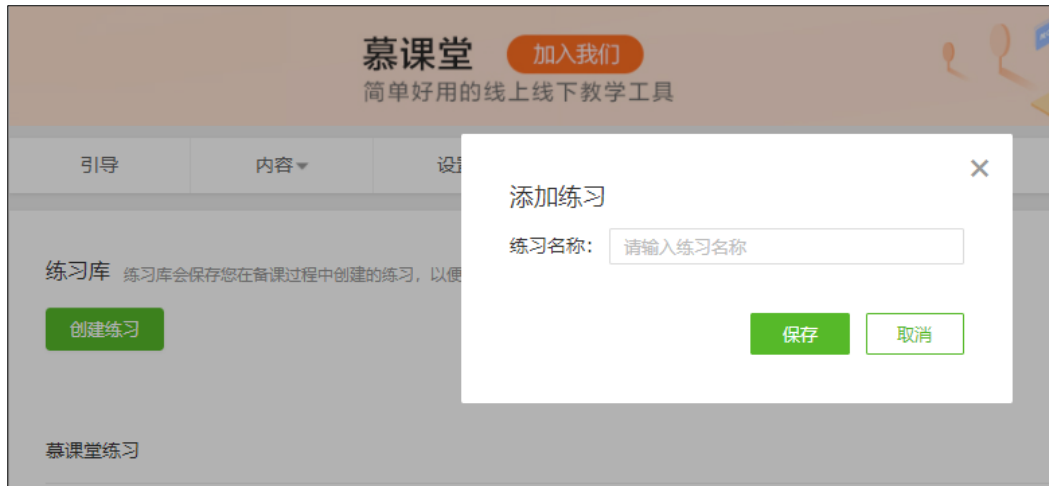 慕课堂 加入我们
简单好用的线上线下教学工具
引导 内容 设
添加练习
练习名称： 请输入练习名称
保存 取消
练习库 练习库会保存您在备课过程中创建的练习，以便
创建练习
慕课堂练习